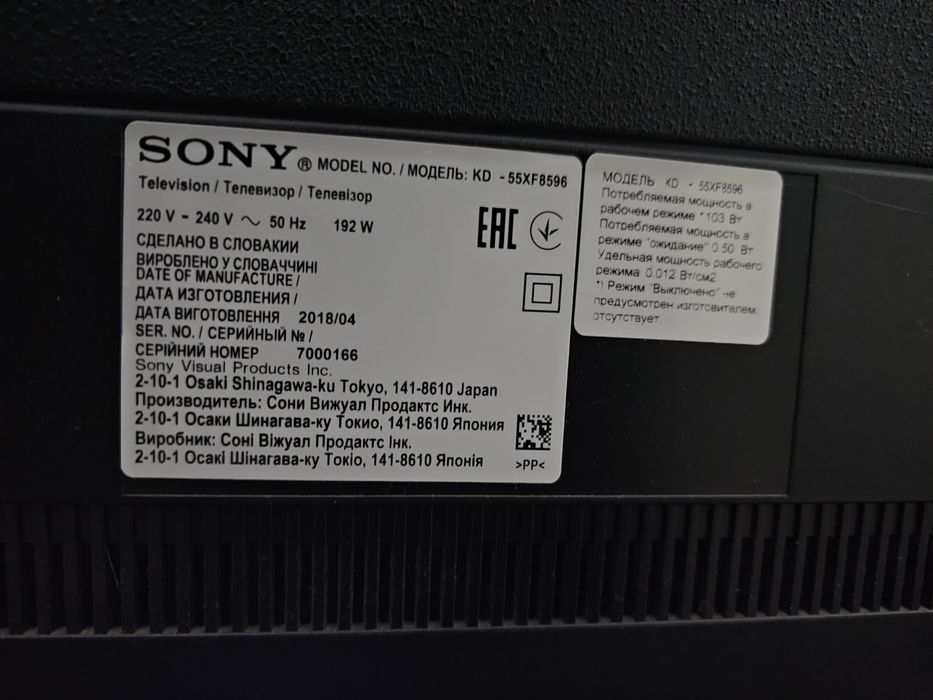 SONY ® MODEL NO. / МОДЕЛЬ: KD - 55XF8596
Television / Телевизор / Телевізор
220 V - 240 V ~ 50 Hz 192 W
EAC
СДЕЛАНО В СЛОВАКИИ
ВИРОБЛЕНО У СЛОВАЧЧИНІ
DATE OF MANUFACTURE /
ДАТА ИЗГОТОВЛЕНИЯ /
ДАТА ВИГОТОВЛЕННЯ 2018/04
SER. NO. / СЕРИЙНЫЙ № /
СЕРІЙНИЙ НОМЕР 7000166
Sony Visual Products Inc.
2-10-1 Osaki Shinagawa-ku Tokyo, 141-8610 Japan
Производитель: Сони Вижуал Продактс Инк.
2-10-1 Осаки Шинагава-ку Токио, 141-8610 Япония
Виробник: Соні Віжуал Продактс Інк.
2-10-1 Осакі Шінагава-ку Токіо, 141-8610 Японія
>PP<
МОДЕЛЬ KD - 55XF8596
Потребляемая мощность в
рабочем режиме *103 Вт
Потребляемая мощность в
режиме "ожидание" 0.50 Вт
Удельная мощность рабочего
режима 0.012 Вт/см2
*) Режим "Выключено" не
предусмотрен изготовителем,
отсутствует.